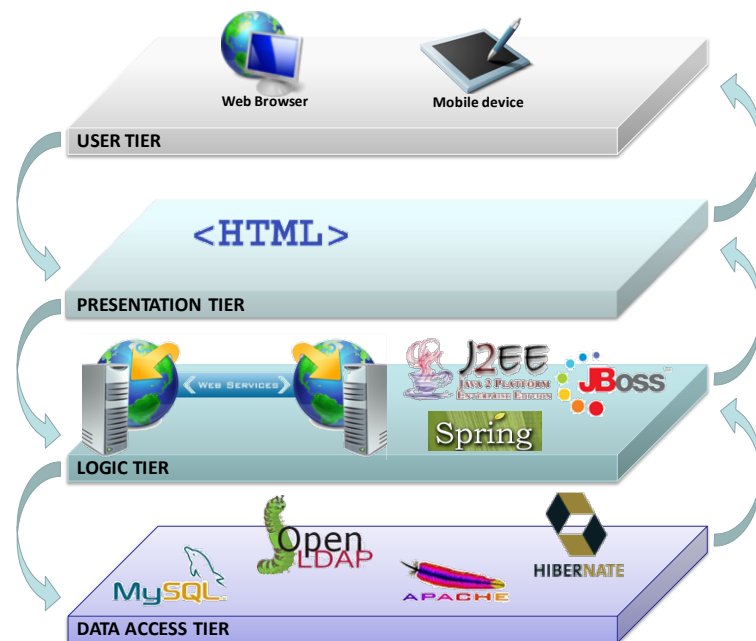 Web Browser
Mobile device
USER TIER
<HTML>
PRESENTATION TIER
WEB SERVICES
J2EE
JAVA 2 PLATFORM
ENTERPRISE EDITION
JBoss
Spring
LOGIC TIER
Open
LDAP
MySQL
APACHE
HIBERNATE
DATA ACCESS TIER